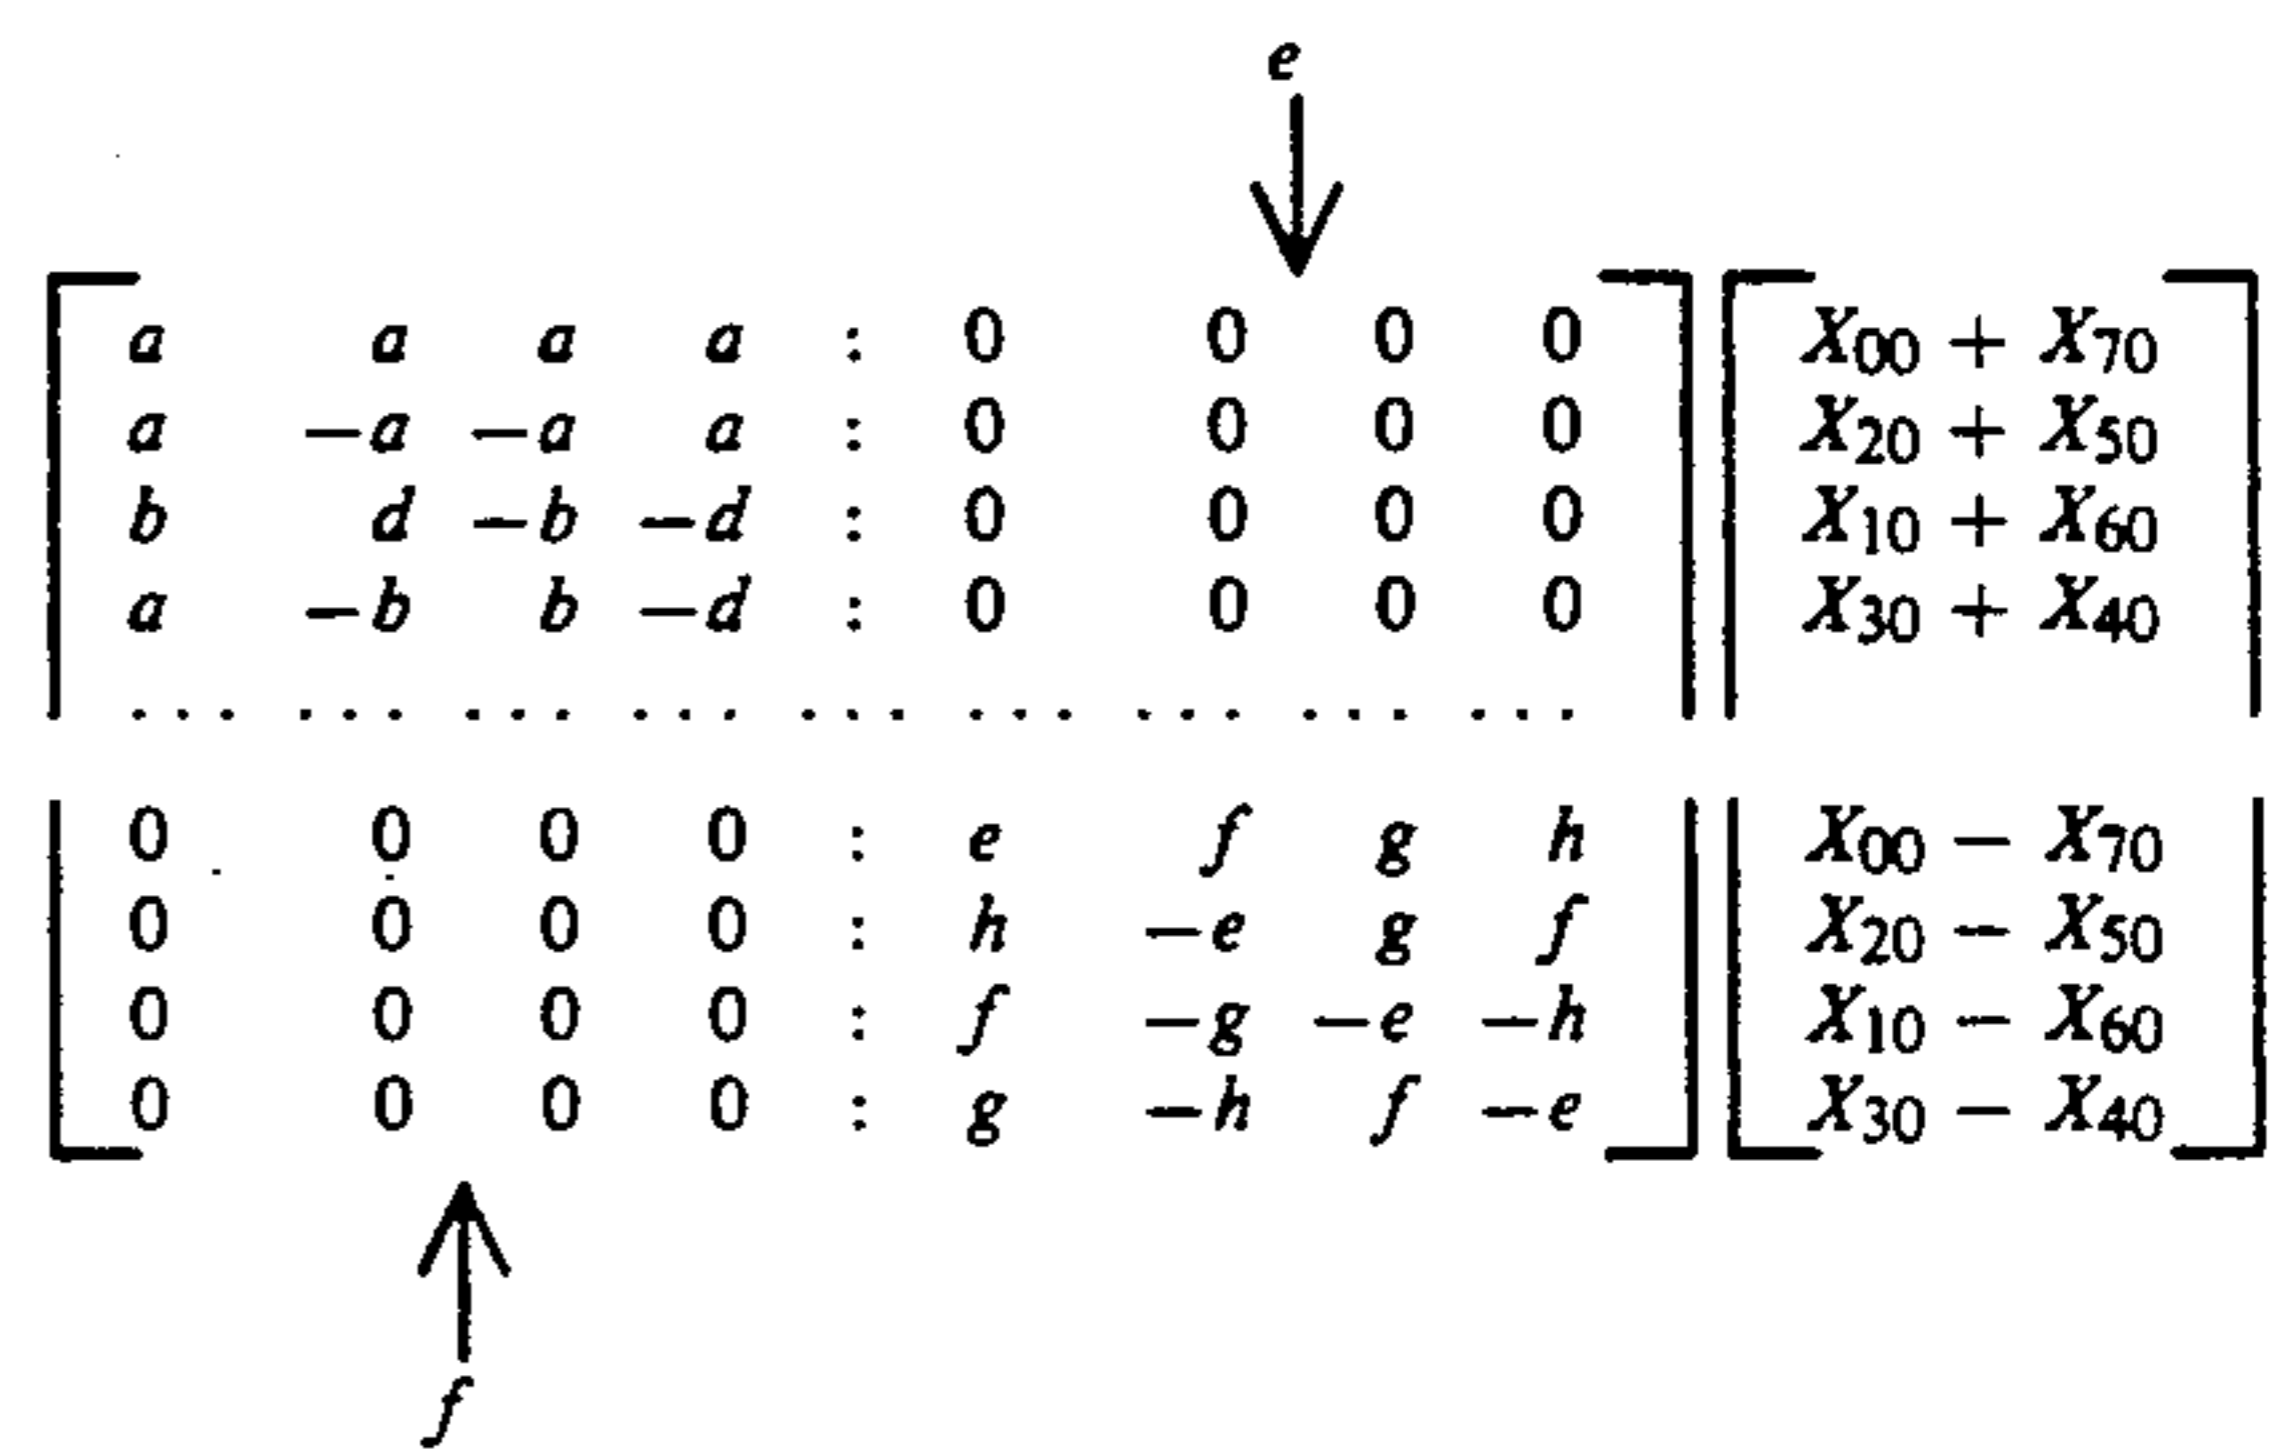 e
a a a a : 0 0 0 0 X00 + X70
a −a −a a : 0 0 0 0 X20 + X50
b d −b −d : 0 0 0 0 X10 + X60
a −b b −d : 0 0 0 0 X30 + X40
... ... ... ... ... ... ... ... ...
0 0 0 0 : e f g h X00 − X70
0 0 0 0 : h −e g f X20 − X50
0 0 0 0 : f −g −e −h X10 − X60
0 0 0 0 : g −h f −e X30 − X40
f